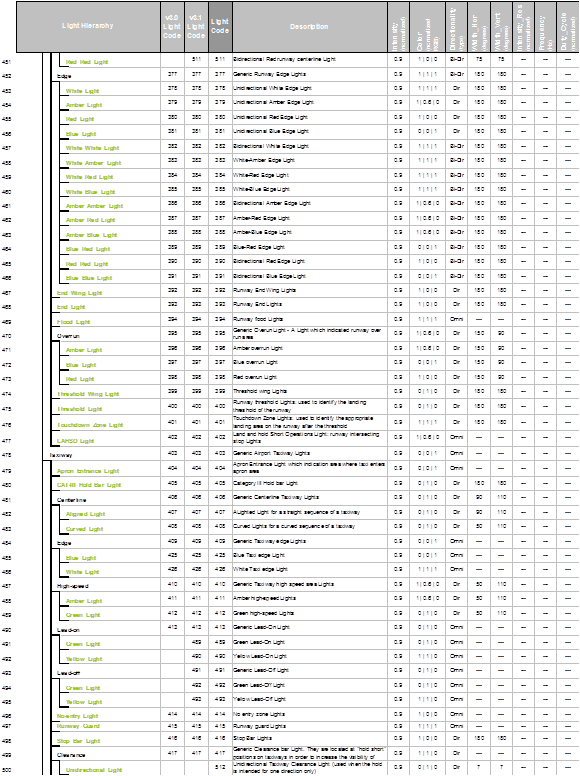 Light Hierarchy v3.0 Light Code v3.1 Light Code Light Code Description Intensity (normalized) Color (normalized RGB) Directionality (type) Width_Hor (degrees) Width_Vert (degrees) Intensity_Res (normalized) Frequency Hz) Duty_Cycle (normalized)
451 Red Red Light 511 511 Bidirectional Red runway centerline Light 0.9 1|0|0 Bi-Dir 75 75 — — —
452 Edge 377 377 377 Generic Runway Edge Lights 0.9 1|1|1 Bi-Dir 180 180 — — —
453 White Light 378 378 378 Unidirectional White Edge Light 0.9 1|1|1 Dir 180 180 — — —
454 Amber Light 379 379 379 Unidirectional Amber Edge Light 0.9 1|0.6|0 Dir 180 180 — — —
455 Red Light 380 380 380 Unidirectional Red Edge Light 0.9 1|0|0 Dir 180 180 — — —
456 Blue Light 381 381 381 Unidirectional Blue Edge Light 0.9 0|0|1 Dir 180 180 — — —
457 White White Light 382 382 382 Bidirectional White Edge Light 0.9 1|1|1 Bi-Dir 180 180 — — —
458 White Amber Light 383 383 383 White-Amber Edge Light 0.9 1|1|1 Bi-Dir 180 180 — — —
459 White Red Light 384 384 384 White-Red Edge Light 0.9 1|1|1 Bi-Dir 180 180 — — —
460 White Blue Light 385 385 385 White-Blue Edge Light 0.9 1|1|1 Bi-Dir 180 180 — — —
461 Amber Amber Light 386 386 386 Bidirectional Amber Edge Light 0.9 1|0.6|0 Bi-Dir 180 180 — — —
462 Amber Red Light 387 387 387 Amber-Red Edge Light 0.9 1|0.6|0 Bi-Dir 180 180 — — —
463 Amber Blue Light 388 388 388 Amber-Blue Edge Light 0.9 1|0.6|0 Bi-Dir 180 180 — — —
464 Blue Red Light 389 389 389 Blue-Red Edge Light 0.9 0|0|1 Bi-Dir 180 180 — — —
465 Red Red Light 390 390 390 Bidirectional Red Edge Light 0.9 1|0|0 Bi-Dir 180 180 — — —
466 Blue Blue Light 391 391 391 Bidirectional Blue Edge Light 0.9 0|0|1 Bi-Dir 180 180 — — —
467 End Wing Light 392 392 392 Runway End Wing Lights 0.9 1|0|0 Dir 180 180 — — —
468 End Light 393 393 393 Runway End Lights 0.9 1|0|0 Dir 180 180 — — —
469 Flood Light 394 394 394 Runway flood Lights 0.9 1|1|1 Omni — — — — —
470 Overrun 395 395 395 Generic Overrun Light - A Light which indicated runway over run area 0.9 1|0.6|0 Dir 180 90 — — —
471 Amber Light 396 396 396 Amber overrun Light 0.9 1|0.6|0 Dir 180 90 — — —
472 Blue Light 397 397 397 Blue overrun Light 0.9 0|0|1 Dir 180 90 — — —
473 Red Light 398 398 398 Red overrun Light 0.9 1|0|0 Dir 180 90 — — —
474 Threshold Wing Light 399 399 399 Threshold wing Lights 0.9 0|1|0 Dir 180 180 — — —
475 Threshold Light 400 400 400 Runway threshold Lights: used to identify the landing threshold of the runway 0.9 0|1|0 Dir 180 180 — — —
476 Touchdown Zone Light 401 401 401 Touchdown Zone Lights: used to identify the appropriate landing area on the runway after the threshold 0.9 1|1|1 Dir 180 180 — — —
477 LAHSO Light 402 402 402 Land and hold Short Operations Light: runway intersecting stop Lights 0.9 1|0.6|0 Omni — — — — —
478 Taxiway 403 403 403 Generic Airport Taxiway Lights 0.9 0|0|1 Omni — — — — —
479 Apron Entrance Light 404 404 404 Apron Entrance Light which indication area where taxi enters apron area 0.9 0|0|1 Omni — — — — —
480 CAT-III Hold Bar Light 405 405 405 Category III Hold bar Light 0.9 1|0|0 Dir 180 180 — — —
481 Centerline 406 406 406 Generic Centerline Taxiway Lights 0.9 0|1|0 Dir 90 110 — — —
482 Aligned Light 407 407 407 A Lighted Light for a straight sequence of a taxiway 0.9 0|1|0 Dir 90 110 — — —
483 Curved Light 408 408 408 Curved Lights for a curved sequence of a taxiway 0.9 0|1|0 Dir 50 110 — — —
484 Edge 409 409 409 Generic Taxiway edge Lights 0.9 0|0|1 Omni — — — — —
485 Blue Light 425 425 425 Blue Taxi edge Light 0.9 0|0|1 Omni — — — — —
486 White Light 426 426 426 White Taxi edge Light 0.9 1|1|1 Omni — — — — —
487 High-speed 410 410 410 Generic Taxiway high speed area Lights 0.9 1|0.6|0 Dir 50 110 — — —
488 Amber Light 411 411 411 Amber high-speed Lights 0.9 1|0.6|0 Dir 50 110 — — —
489 Green Light 412 412 412 Green high-speed Lights 0.9 0|1|0 Dir 50 110 — — —
490 Lead-on 413 413 413 Generic Lead-On Light 0.9 0|1|0 Omni — — — — —
491 Green Light 489 489 Green Lead-On Light 0.9 0|1|0 Omni — — — — —
492 Yellow Light 490 490 Yellow Lead-On Light 0.9 1|1|0 Omni — — — — —
493 Lead-off 491 491 Generic Lead-Off Light 0.9 0|1|0 Omni — — — — —
494 Green Light 492 492 Green Lead-Off Light 0.9 0|1|0 Omni — — — — —
495 Yellow Light 493 493 Yellow Lead-Off Light 0.9 1|1|0 Omni — — — — —
496 No-entry Light 414 414 414 No entry zone Lights 0.9 1|0|0 Omni — — — — —
497 Runway Guard 415 415 415 Runway guard Lights 0.9 1|1|0 Omni — — — — —
498 Stop Bar Light 416 416 416 Stop Bar Lights 0.9 1|0|0 Dir 180 180 — — —
499 Clearance 417 417 417 Generic Clearance bar Light. They are located at "hold short" positions on taxiways in order to increase the visibility of 0.9 1|1|0 Omni — — — — —
500 Unidirectional Light 512 Unidirectional Taxiway Clearance Light (used when the hold is intended for one direction only) 0.9 1|1|0 Dir ? ? — — —